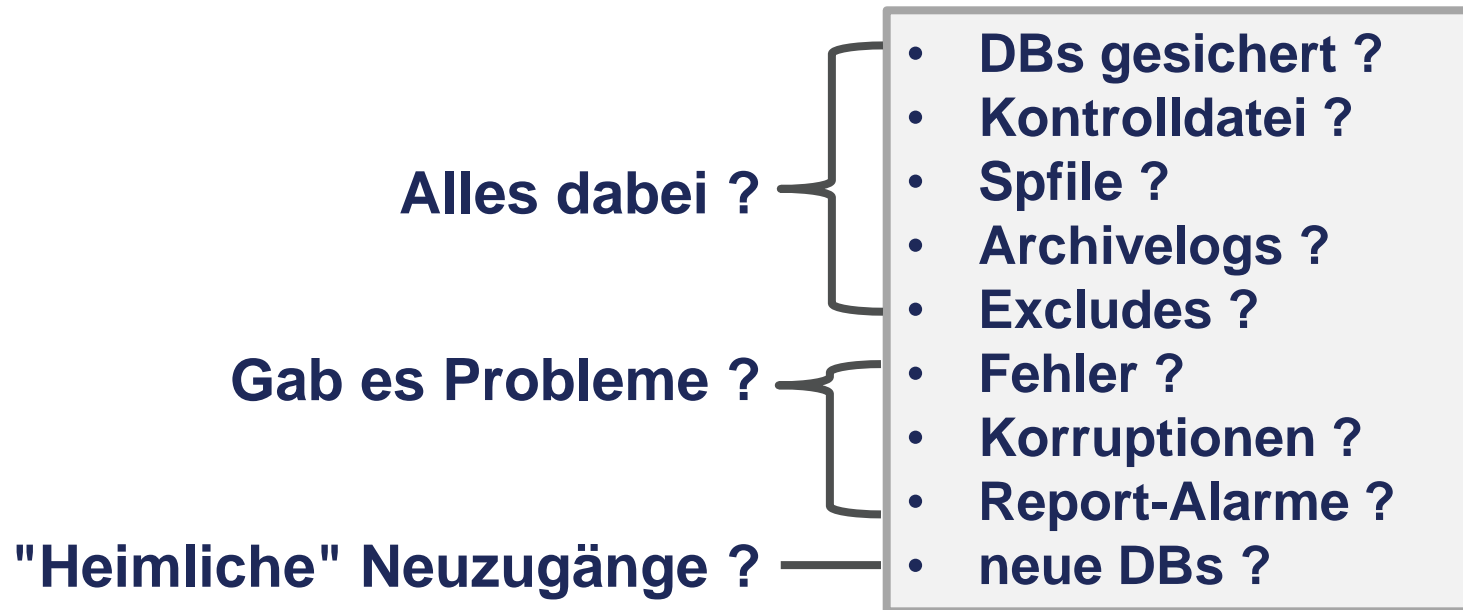 Alles dabei ?
• DBs gesichert ?
• Kontrolldatei ?
• Spfile ?
• Archivelogs ?
• Excludes ?
Gab es Probleme ?
• Fehler ?
• Korruptionen ?
• Report-Alarme ?
"Heimliche" Neuzugänge ?
• neue DBs ?